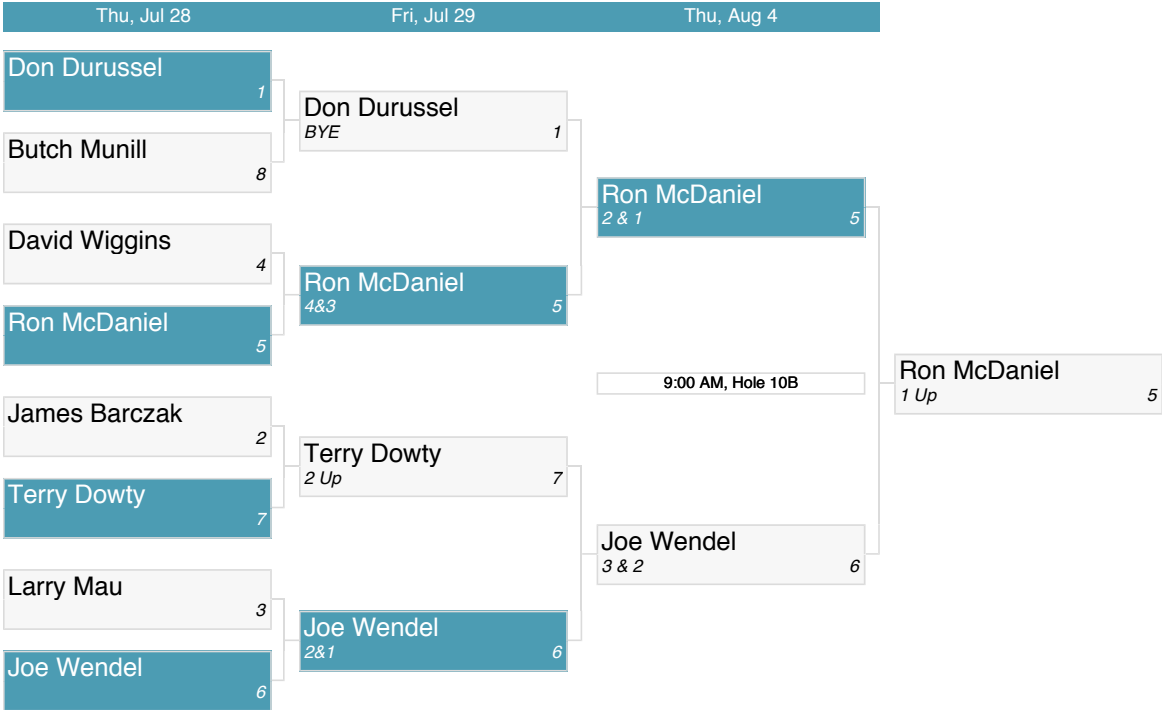 Thu, Jul 28
Fri, Jul 29
Thu, Aug 4
Don Durussel
1
Butch Munill
8
David Wiggins
4
Ron McDaniel
5
James Barczak
2
Terry Dowty
7
Larry Mau
3
Joe Wendel
6
Don Durussel
BYE 1
Ron McDaniel
4&3 5
Terry Dowty
2 Up 7
Joe Wendel
2&1 6
Ron McDaniel
2 & 1 5
9:00 AM, Hole 10B
Joe Wendel
3 & 2 6
Ron McDaniel
1 Up 5